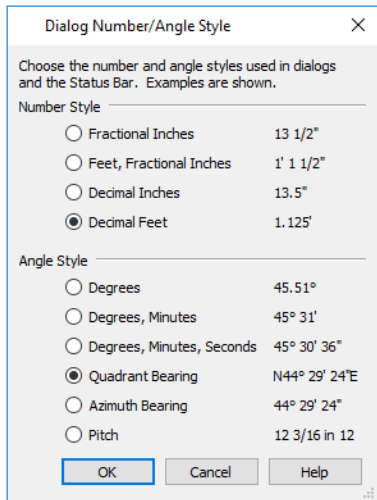 Dialog Number/Angle Style
Choose the number and angle styles used in dialogs
and the Status Bar. Examples are shown.
Number Style
Fractional Inches 13 1/2"
Feet, Fractional Inches 1' 1 1/2"
Decimal Inches 13.5"
Decimal Feet 1.125'
Angle Style
Degrees 45.51°
Degrees, Minutes 45° 31'
Degrees, Minutes, Seconds 45° 30' 36"
Quadrant Bearing N44° 29' 24"E
Azimuth Bearing 44° 29' 24"
Pitch 12 3/16 in 12
OK Cancel Help